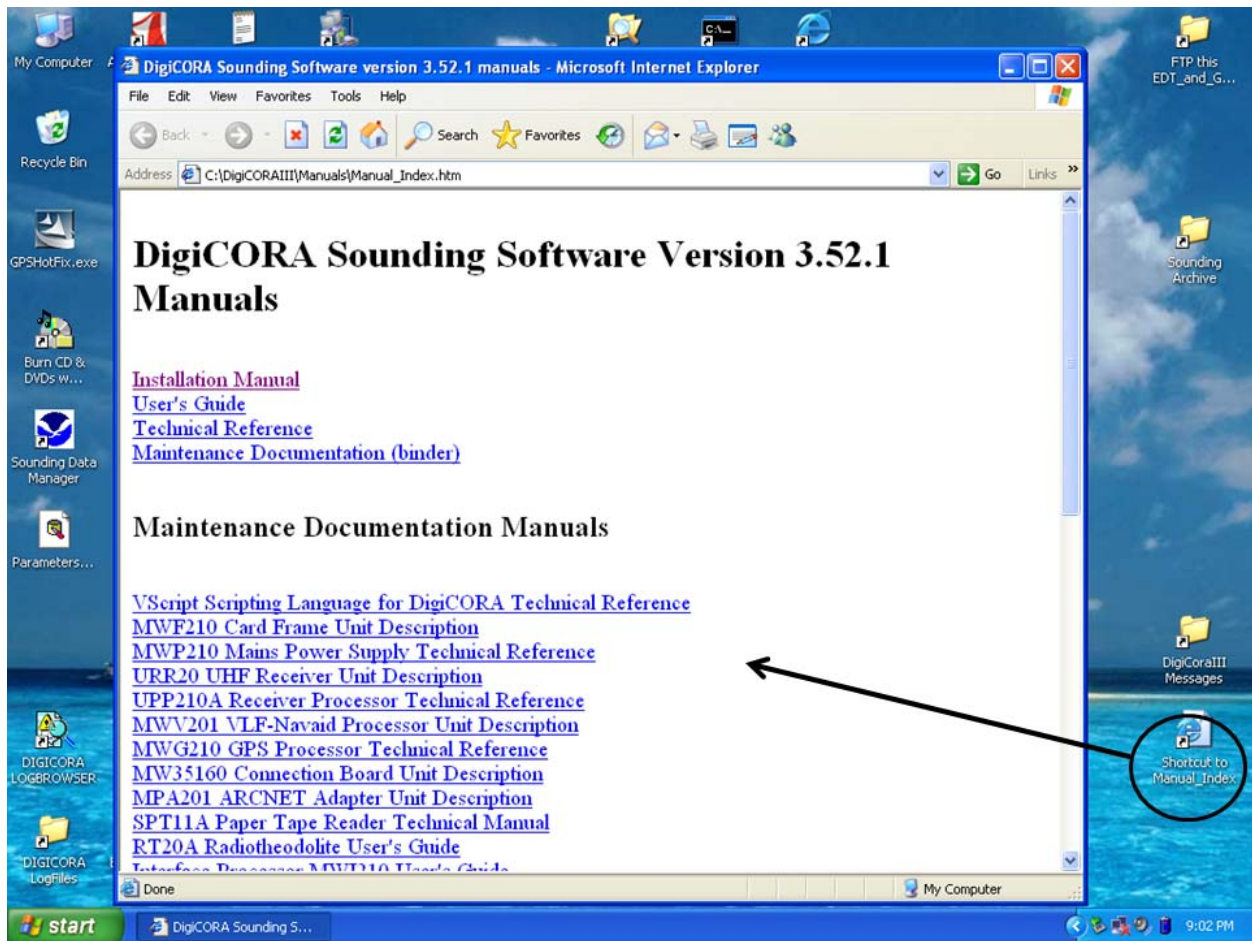 My Computer
Recycle Bin
GPSHotFix.exe
Burn CD &
DVDs w...
Sounding Data
Manager
Parameters...
DIGICORA
LOGBROWSER
DIGICORA
LogFiles
C:\_
DigiCORA Sounding Software version 3.52.1 manuals - Microsoft Internet Explorer
File Edit View Favorites Tools Help
Back Search Favorites
Address C:\DigiCORAIII\Manuals\Manual_Index.htm Go Links »
DigiCORA Sounding Software Version 3.52.1
Manuals
Installation Manual
User's Guide
Technical Reference
Maintenance Documentation (binder)
Maintenance Documentation Manuals
VScript Scripting Language for DigiCORA Technical Reference
MWF210 Card Frame Unit Description
MWP210 Mains Power Supply Technical Reference
URR20 UHF Receiver Unit Description
UPP210A Receiver Processor Technical Reference
MWV201 VLF-Navaid Processor Unit Description
MWG210 GPS Processor Technical Reference
MW35160 Connection Board Unit Description
MPA201 ARCNET Adapter Unit Description
SPT11A Paper Tape Reader Technical Manual
RT20A Radiotheodolite User's Guide
Interface Processor MWI210 User's Guide
Done My Computer
FTP this
EDT_and_G...
Sounding
Archive
DigiCoraIII
Messages
Shortcut to
Manual_Index
start DigiCORA Sounding S... 9:02 PM